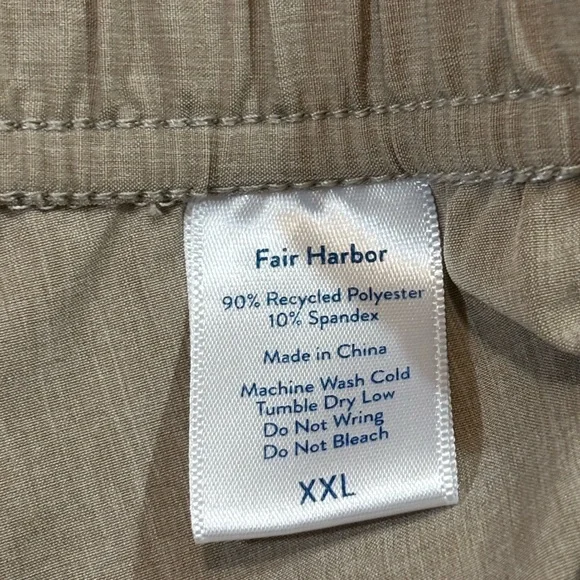 Fair Harbor
90% Recycled Polyester
10% Spandex
Made in China
Machine Wash Cold
Tumble Dry Low
Do Not Wring
Do Not Bleach
XXL